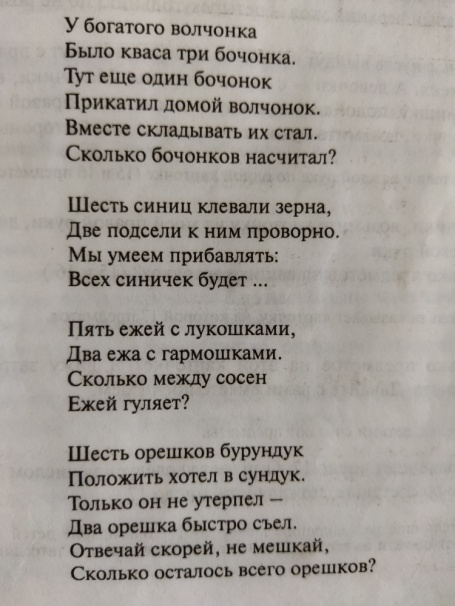 У богатого волчонка
Было кваса три бочонка.
Тут еще один бочонок
Прикатил домой волчонок.
Вместе складывать их стал.
Сколько бочонков насчитал?
Шесть синиц клевали зерна,
Две подсели к ним проворно.
Мы умеем прибавлять:
Всех синичек будет ...
Пять ежей с лукошками,
Два ежа с гармошками.
Сколько между сосен
Ежей гуляет?
Шесть орешков бурундук
Положить хотел в сундук.
Только он не утерпел –
Два орешка быстро съел.
Отвечай скорей, не мешкай,
Сколько осталось всего орешков?